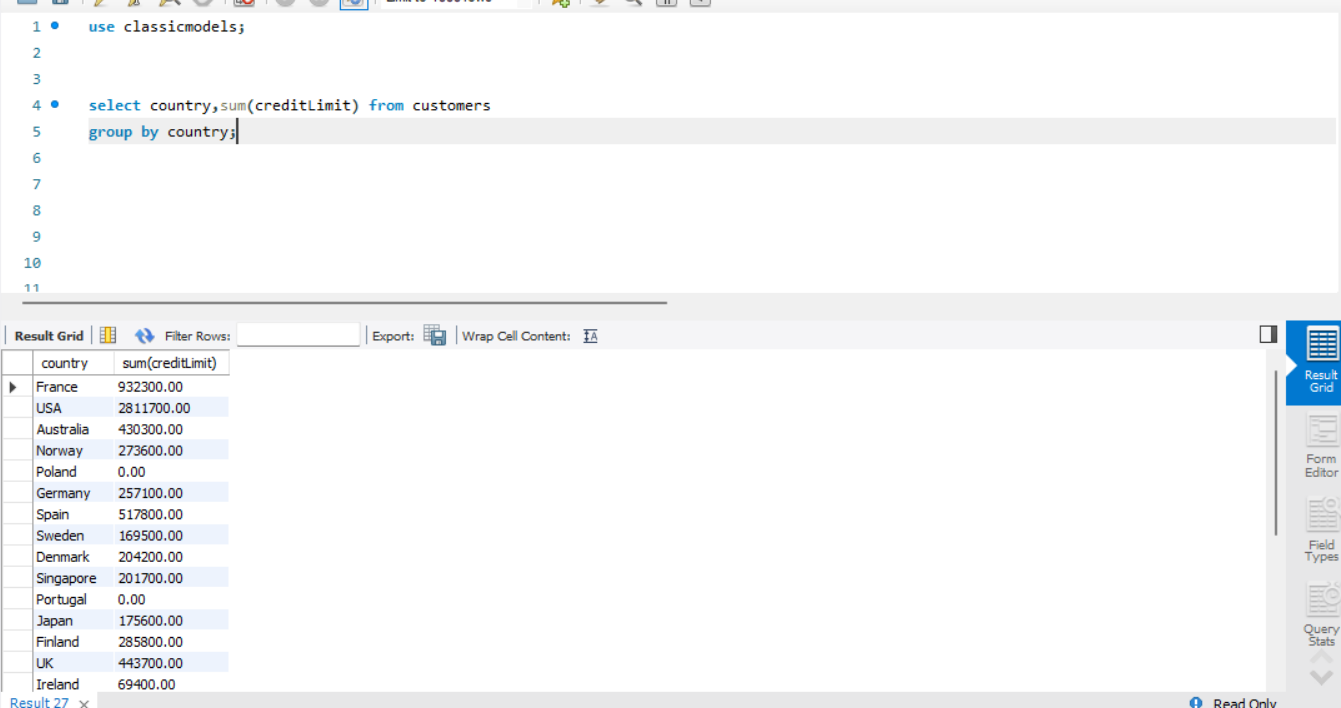 1 use classicmodels;
2
3
4 select country,sum(creditLimit) from customers
5 group by country;
6
7
8
9
10
11
Result Grid Filter Rows: Export: Wrap Cell Content:
country sum(creditLimit)
France 932300.00
USA 2811700.00
Australia 430300.00
Norway 273600.00
Poland 0.00
Germany 257100.00
Spain 517800.00
Sweden 169500.00
Denmark 204200.00
Singapore 201700.00
Portugal 0.00
Japan 175600.00
Finland 285800.00
UK 443700.00
Ireland 69400.00
Result
Grid
Form
Editor
Field
Types
Query
Stats
Result 27 Read Only